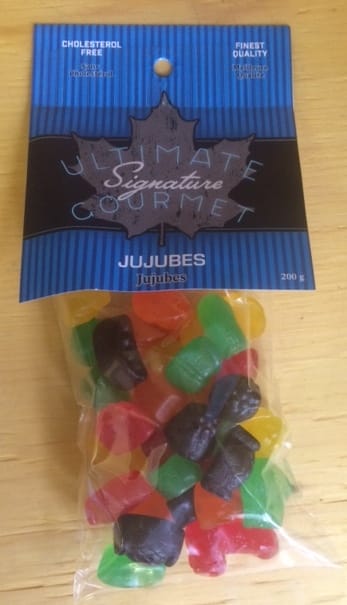 CHOLESTEROL
FREE
Sans
Cholestérol
FINEST
QUALITY
Meilleure
Qualité
ULTIMATE
Signature
GOURMET
JUJUBES
Jujubes
200 g